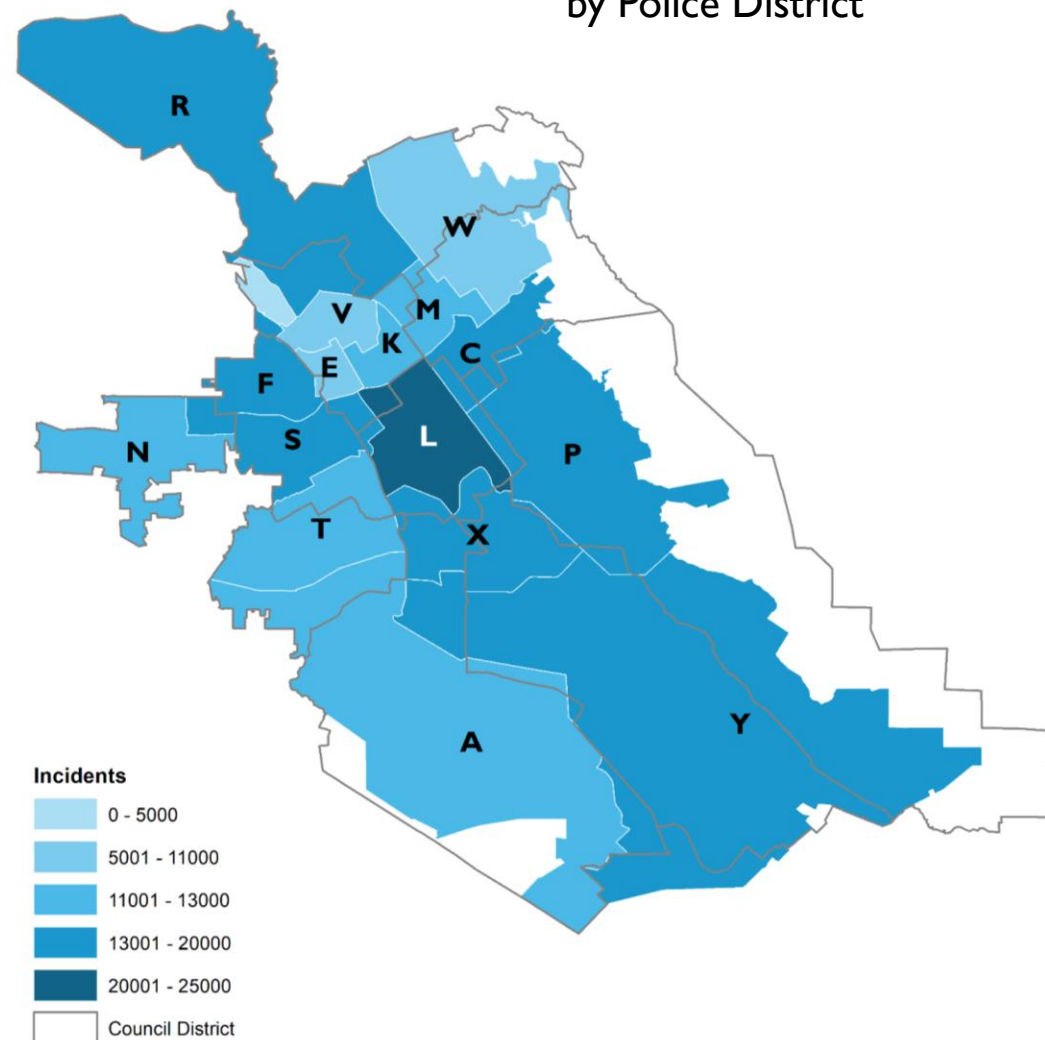 by Police District
R
W
V
M
K
C
E
F
L
S
N
P
T
X
Y
A
Incidents
0 - 5000
5001 - 11000
11001 - 13000
13001 - 20000
20001 - 25000
Council District